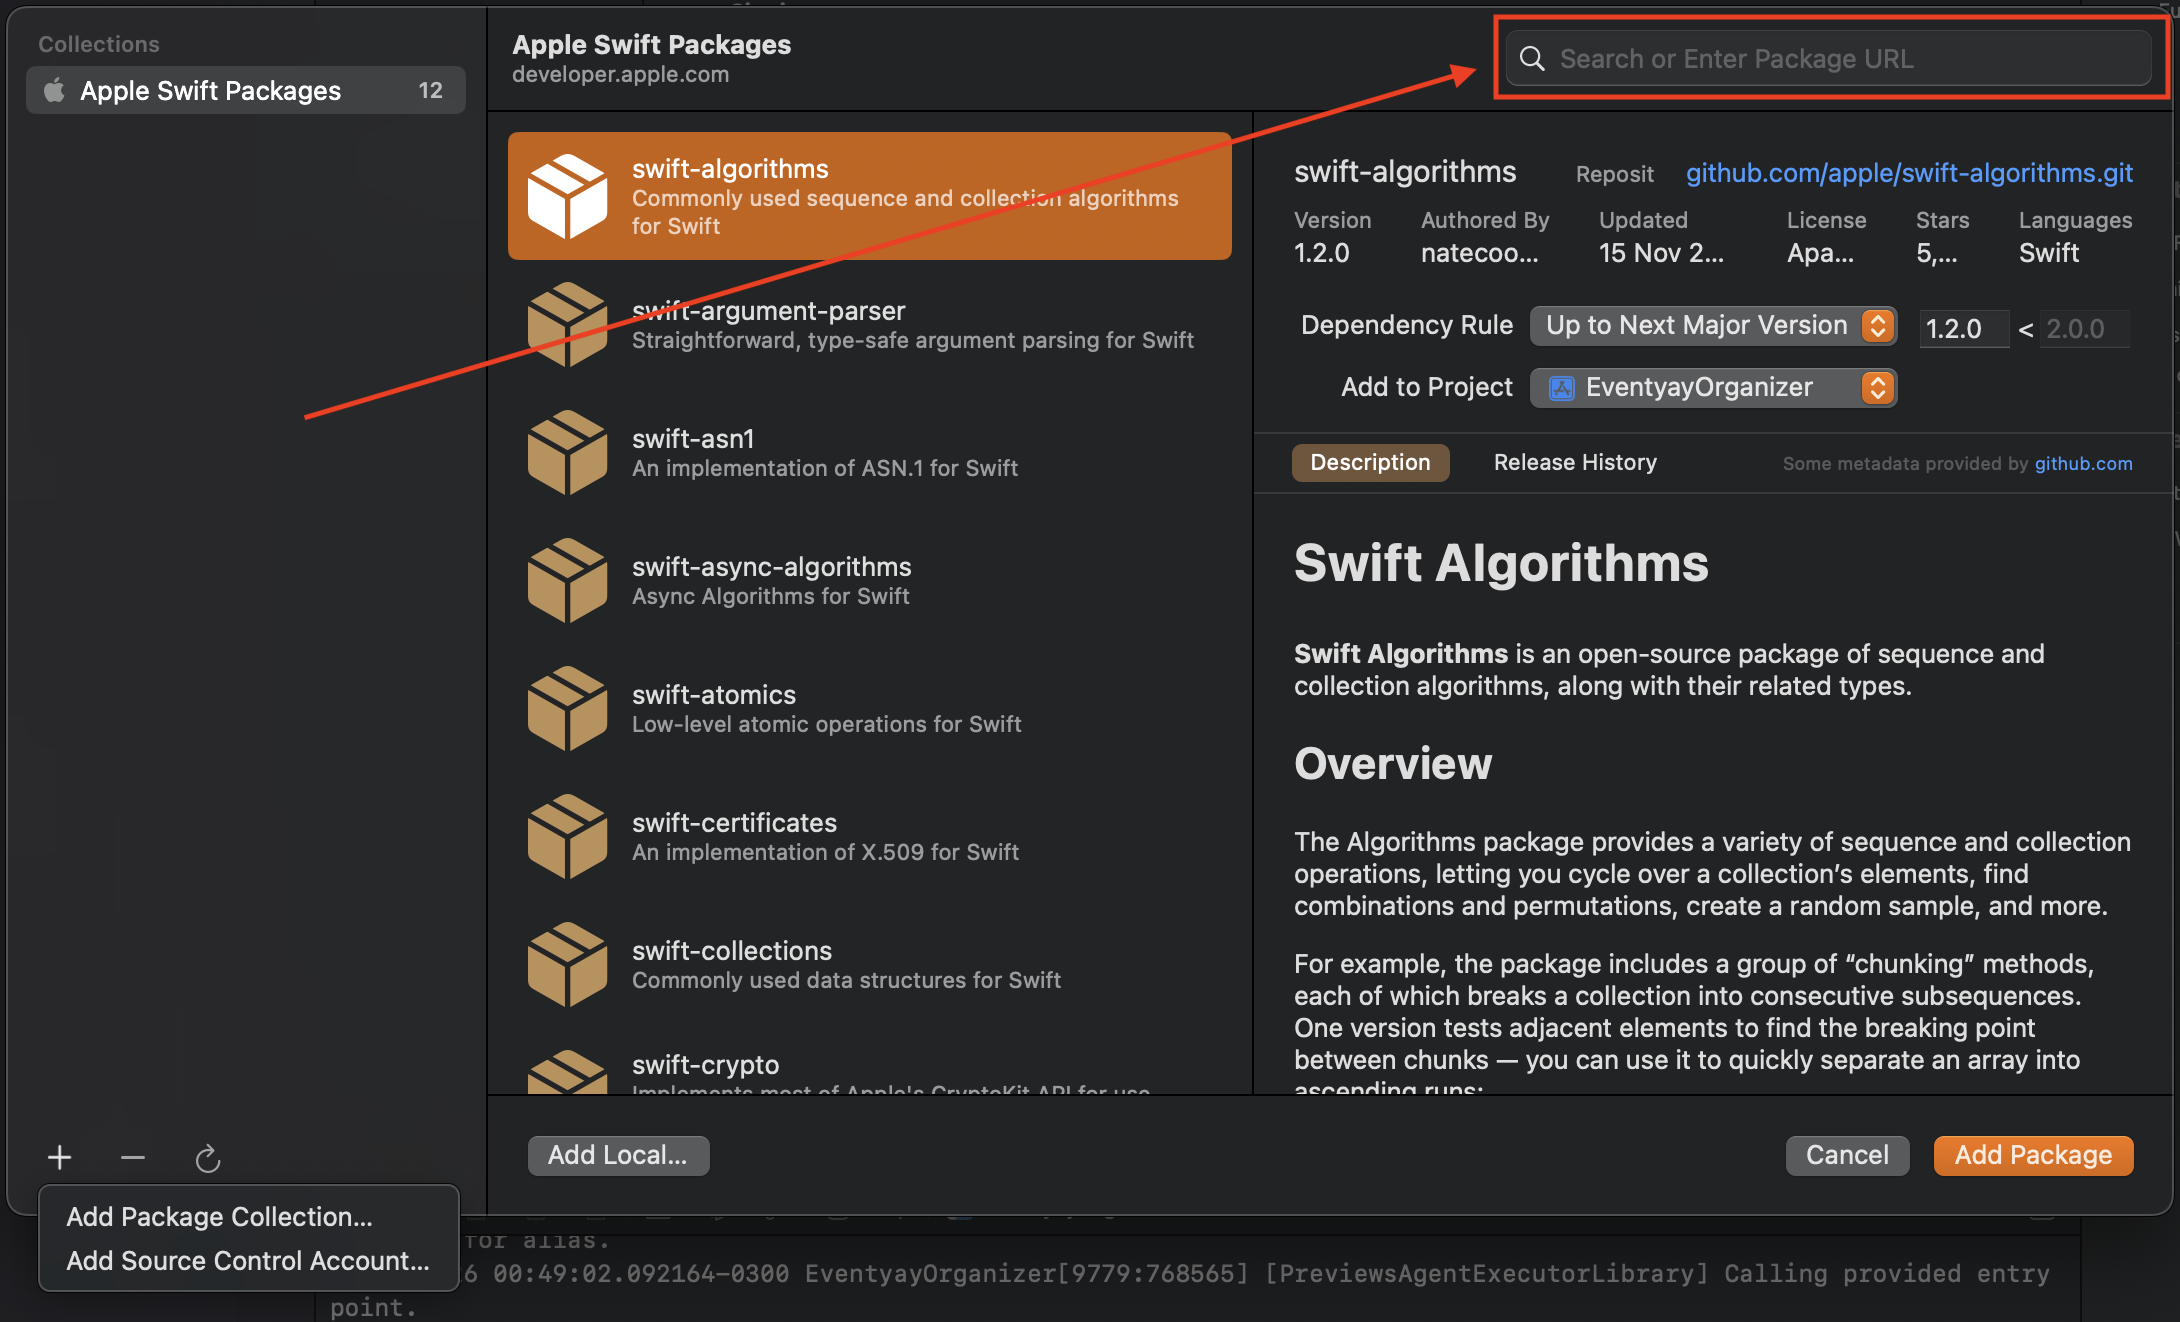 Collections
Apple Swift Packages 12
Apple Swift Packages
developer.apple.com
Search or Enter Package URL
swift-algorithms
Commonly used sequence and collection algorithms
for Swift
swift-argument-parser
Straightforward, type-safe argument parsing for Swift
swift-asn1
An implementation of ASN.1 for Swift
swift-async-algorithms
Async Algorithms for Swift
swift-atomics
Low-level atomic operations for Swift
swift-certificates
An implementation of X.509 for Swift
swift-collections
Commonly used data structures for Swift
swift-crypto
Implements most of Apple's CryptoKit API for use
swift-algorithms Reposit github.com/apple/swift-algorithms.git
Version Authored By Updated License Stars Languages
1.2.0 natecoo... 15 Nov 2... Apa... 5,... Swift
Dependency Rule Up to Next Major Version 1.2.0 < 2.0.0
Add to Project EventyayOrganizer
Description Release History Some metadata provided by github.com
Swift Algorithms
Swift Algorithms is an open-source package of sequence and
collection algorithms, along with their related types.
Overview
The Algorithms package provides a variety of sequence and collection
operations, letting you cycle over a collection's elements, find
combinations and permutations, create a random sample, and more.
For example, the package includes a group of “chunking” methods,
each of which breaks a collection into consecutive subsequences.
One version tests adjacent elements to find the breaking point
between chunks — you can use it to quickly separate an array into
ascending runs:
Add Local...
Cancel
Add Package
Add Package Collection...
Add Source Control Account...
for alias.
6 00:49:02.092164-0300 EventyayOrganizer[9779:768565] [PreviewsAgentExecutorLibrary] Calling provided entry
point.